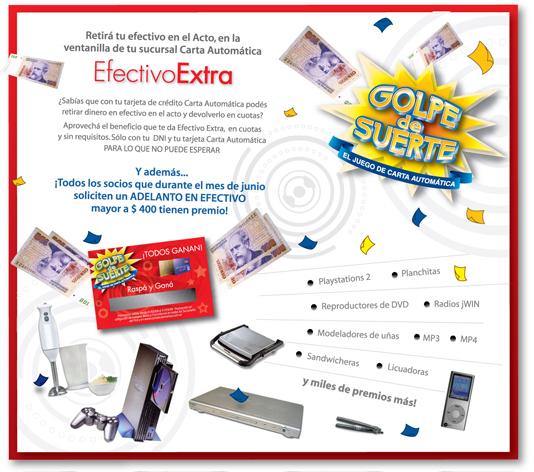 Retirá tu efectivo en el Acto, en la
ventanilla de tu sucursal Carta Automática
EfectivoExtra
¿Sabías que con tu tarjeta de crédito Carta Automática podés
retirar dinero en efectivo en el acto y devolverlo en cuotas?
Aprovechá el beneficio que te da Efectivo Extra, en cuotas
y sin requisitos. Sólo con tu DNI y tu tarjeta Carta Automática
PARA LO QUE NO PUEDE ESPERAR
Y además...
¡Todos los socios que durante el mes de junio
soliciten un ADELANTO EN EFECTIVO
mayor a $ 400 tienen premio!
GOLPE
de
SUERTE
EL JUEGO DE CARTA AUTOMÁTICA
¡TODOS GANAN!
GOLPE
de
SUERTE
Raspá y Ganá
Playstations 2
Planchitas
Reproductores de DVD
Radios jWIN
Modeladores de uñas
MP3
MP4
Sandwicheras
Licuadoras
y miles de premios más!